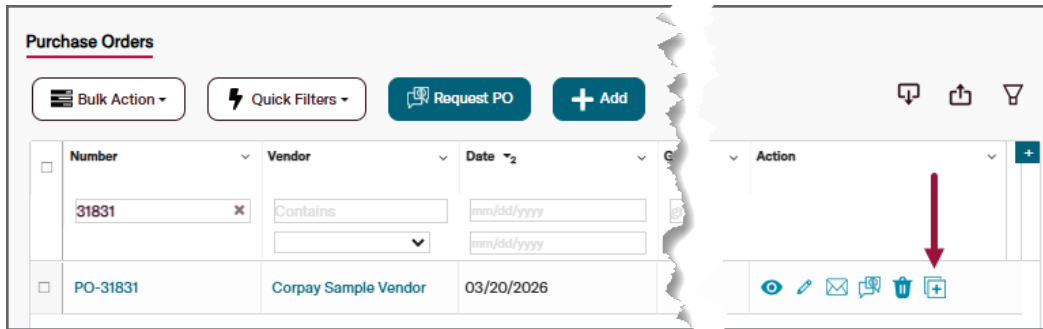 Purchase Orders
Bulk Action
Quick Filters
Request PO
Add
Number
Vendor
Date
2
Action
31831
Contains
mm/dd/yyyy
mm/dd/yyyy
PO-31831
Corpay Sample Vendor
03/20/2026